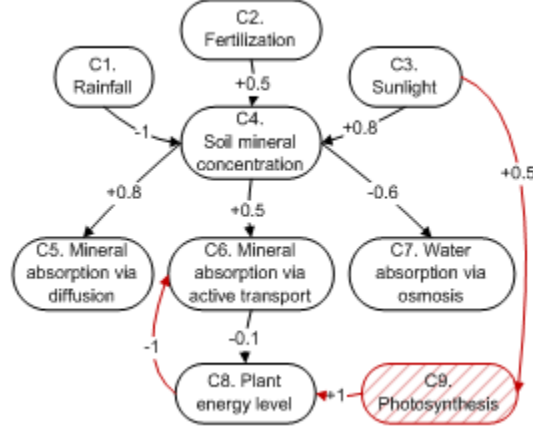 C2.
Fertilization
C1.
Rainfall
C3.
Sunlight
+0.5
-1
+0.8
C4.
Soil mineral
concentration
+0.5
+0.8
+0.5
-0.6
C5. Mineral
absorption via
diffusion
C6. Mineral
absorption via
active transport
C7. Water
absorption via
osmosis
-0.1
-1
C8. Plant
energy level
+1
C9.
Photosynthesis